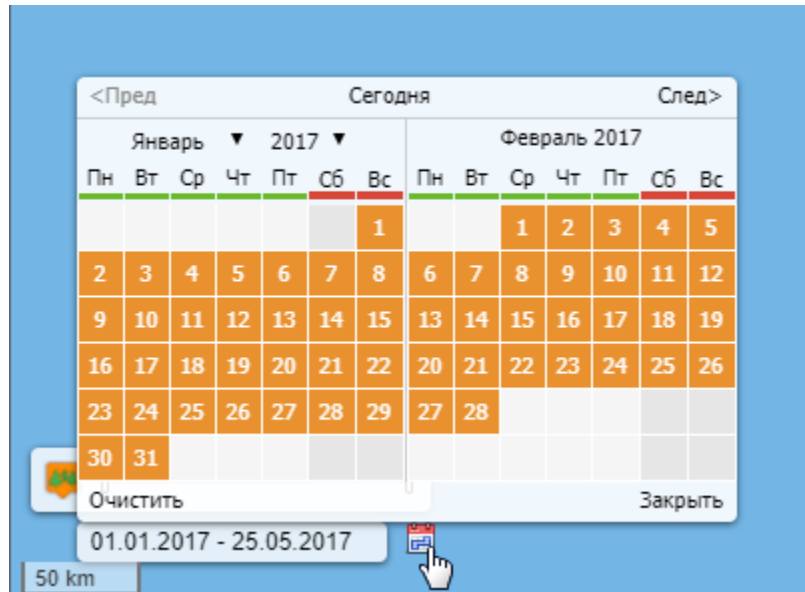 <Пред Сегодня След>
Январь ▼ 2017 ▼ Февраль 2017
Пн Вт Ср Чт Пт Сб Вс Пн Вт Ср Чт Пт Сб Вс
1 1 2 3 4 5
2 3 4 5 6 7 8 6 7 8 9 10 11 12
9 10 11 12 13 14 15 13 14 15 16 17 18 19
16 17 18 19 20 21 22 20 21 22 23 24 25 26
23 24 25 26 27 28 29 27 28
30 31
Очистить Закрыть
01.01.2017 - 25.05.2017
50 km